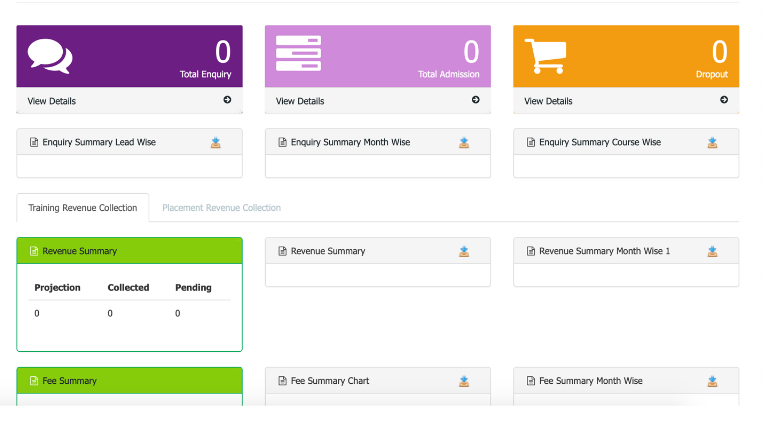 0
Total Enquiry
View Details
0
Total Admission
View Details
0
Dropout
View Details
Enquiry Summary Lead Wise
Enquiry Summary Month Wise
Enquiry Summary Course Wise
Training Revenue Collection
Placement Revenue Collection
Revenue Summary
Projection Collected Pending
0 0 0
Revenue Summary
Revenue Summary Month Wise 1
Fee Summary
Fee Summary Chart
Fee Summary Month Wise